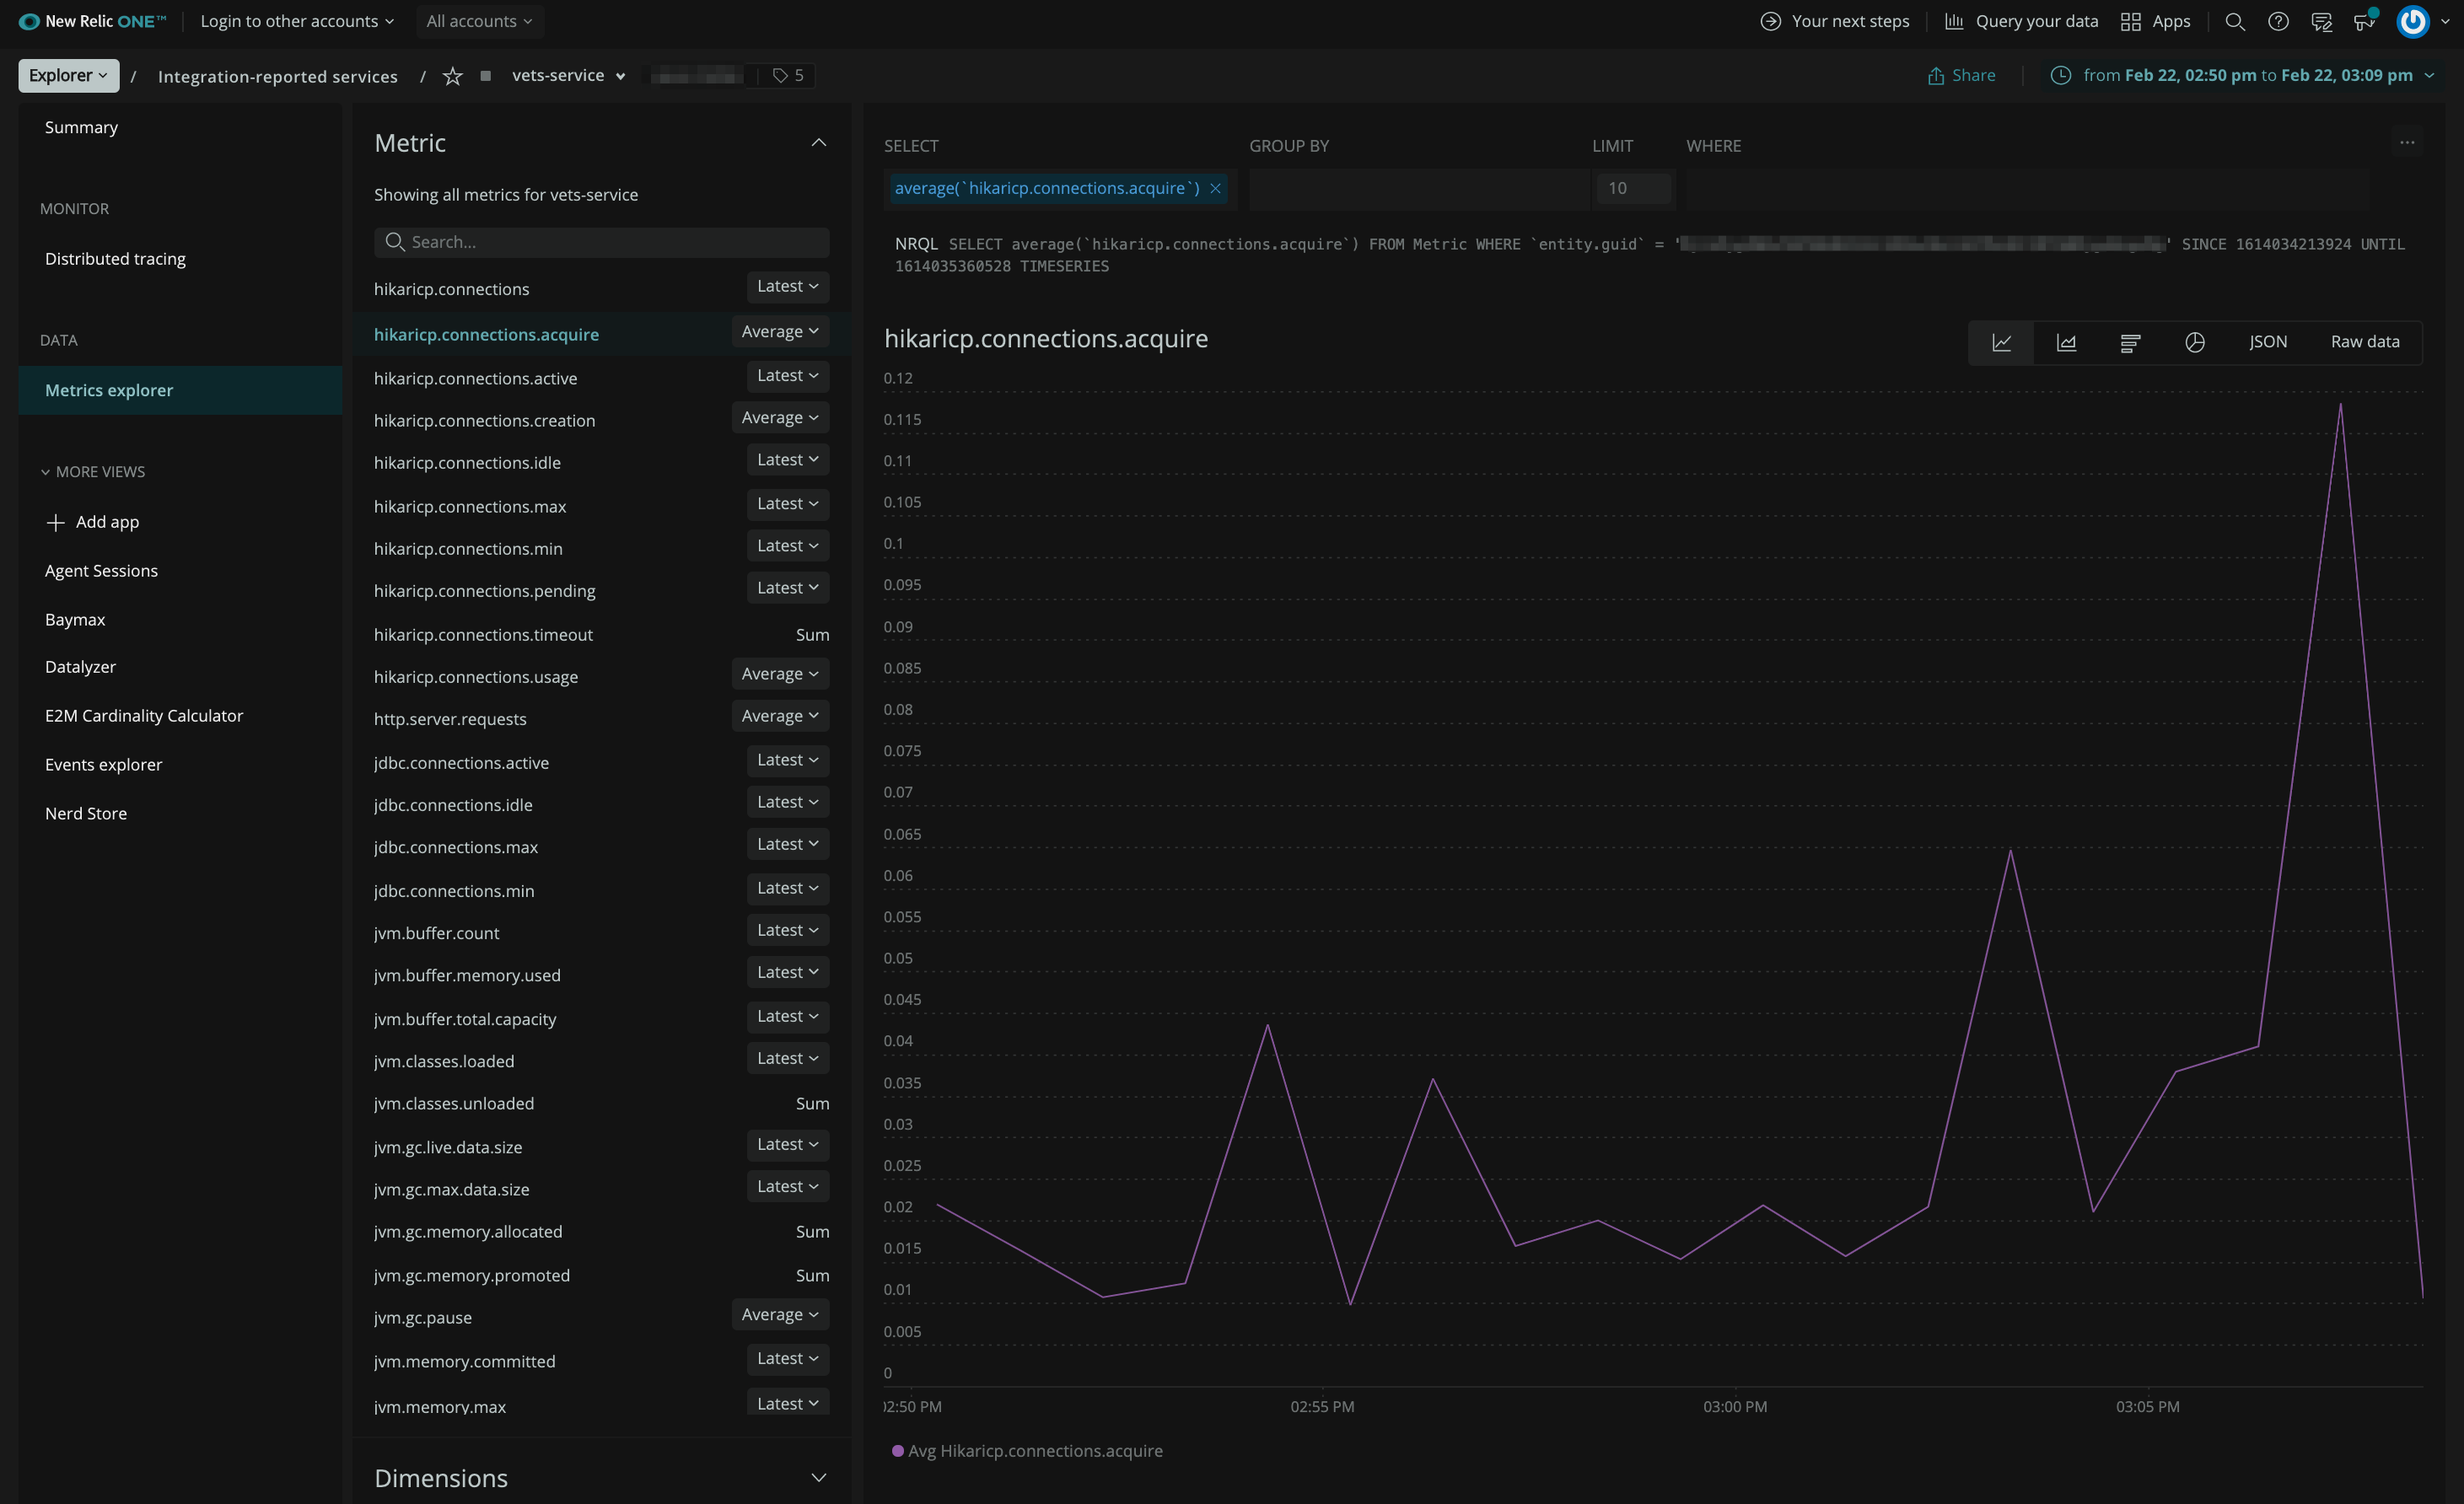 New Relic ONE™ Login to other accounts All accounts Your next steps Query your data Apps
Explorer / Integration-reported services / vets-service 5 Share from Feb 22, 02:50 pm to Feb 22, 03:09 pm
Summary
MONITOR
Distributed tracing
DATA
Metrics explorer
MORE VIEWS
Add app
Agent Sessions
Baymax
Datalyzer
E2M Cardinality Calculator
Events explorer
Nerd Store
Metric
Showing all metrics for vets-service
Search...
hikaricp.connections Latest
hikaricp.connections.acquire Average
hikaricp.connections.active Latest
hikaricp.connections.creation Average
hikaricp.connections.idle Latest
hikaricp.connections.max Latest
hikaricp.connections.min Latest
hikaricp.connections.pending Latest
hikaricp.connections.timeout Sum
hikaricp.connections.usage Average
http.server.requests Average
jdbc.connections.active Latest
jdbc.connections.idle Latest
jdbc.connections.max Latest
jdbc.connections.min Latest
jvm.buffer.count Latest
jvm.buffer.memory.used Latest
jvm.buffer.total.capacity Latest
jvm.classes.loaded Latest
jvm.classes.unloaded Sum
jvm.gc.live.data.size Latest
jvm.gc.max.data.size Latest
jvm.gc.memory.allocated Sum
jvm.gc.memory.promoted Sum
jvm.gc.pause Average
jvm.memory.committed Latest
jvm.memory.max Latest
Dimensions
SELECT GROUP BY LIMIT WHERE
average(`hikaricp.connections.acquire`) 10
NRQL SELECT average(`hikaricp.connections.acquire`) FROM Metric WHERE `entity.guid` = ' ' SINCE 1614034213924 UNTIL
1614035360528 TIMESERIES
hikaricp.connections.acquire
JSON Raw data
0.12
0.115
0.11
0.105
0.1
0.095
0.09
0.085
0.08
0.075
0.07
0.065
0.06
0.055
0.05
0.045
0.04
0.035
0.03
0.025
0.02
0.015
0.01
0.005
0
02:50 PM 02:55 PM 03:00 PM 03:05 PM
Avg Hikaricp.connections.acquire